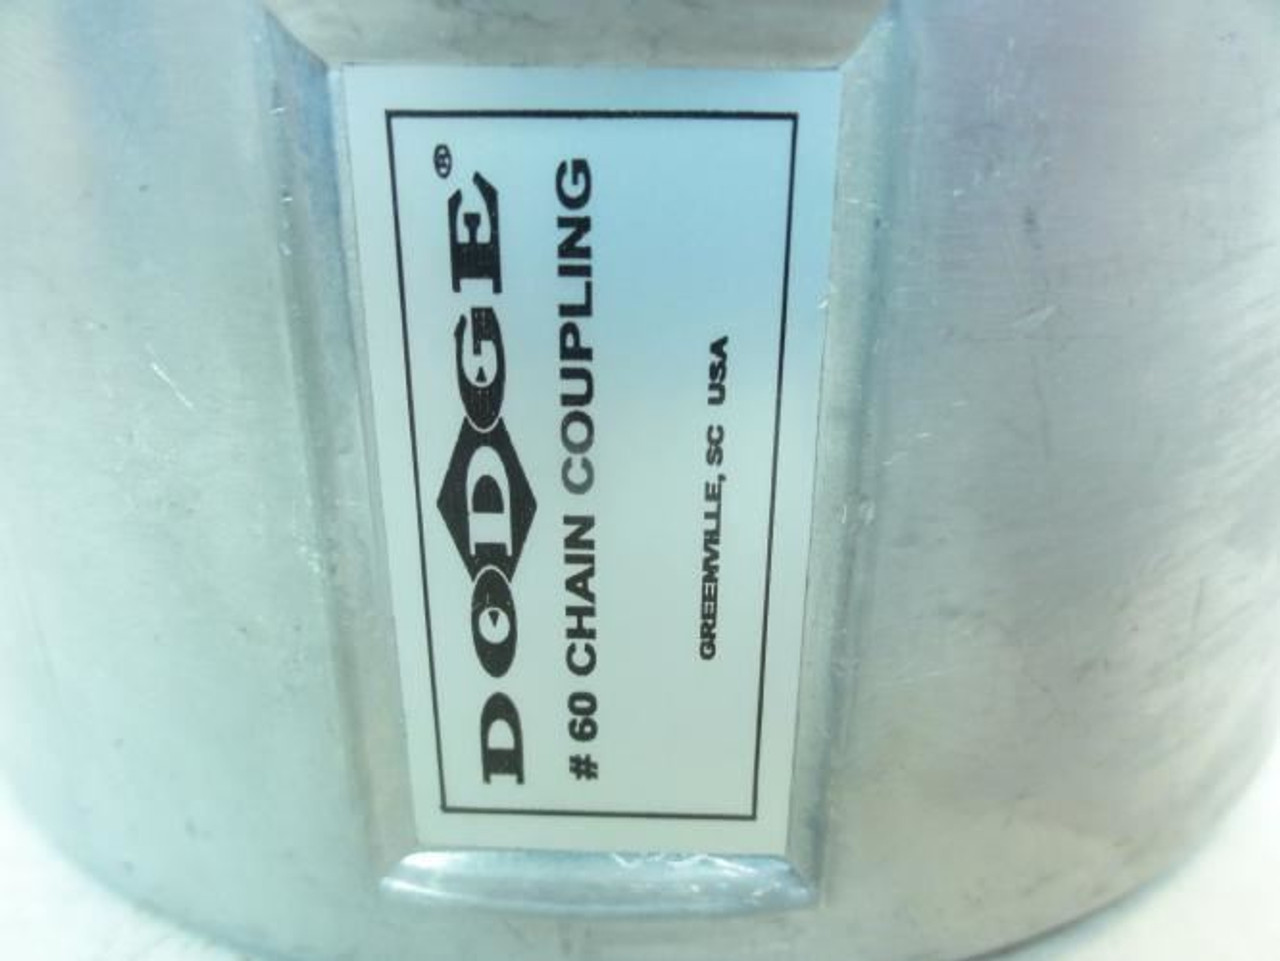 DODGE®
# 60 CHAIN COUPLING
GREENVILLE, SC USA